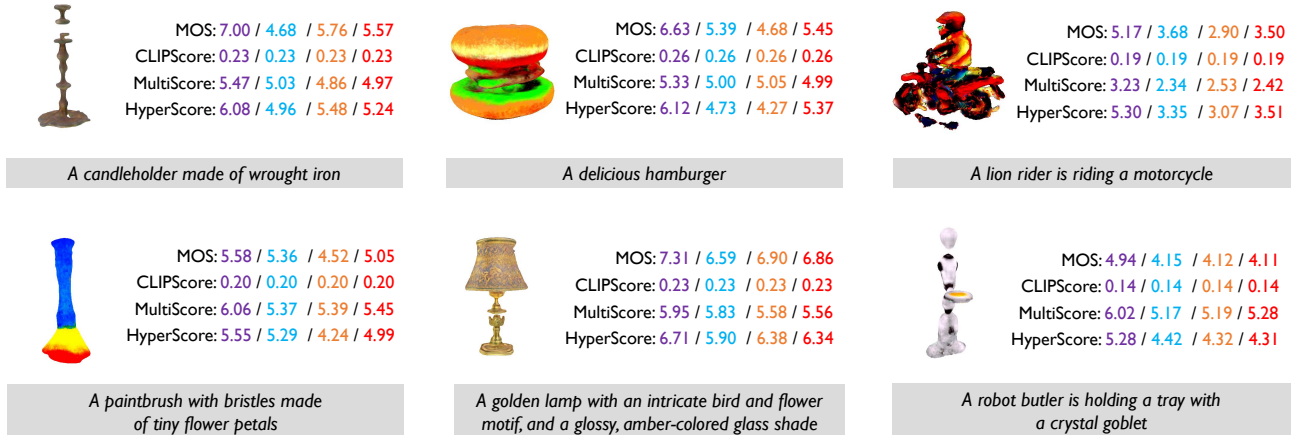 MOS: 7.00 / 4.68 / 5.76 / 5.57
CLIPScore: 0.23 / 0.23 / 0.23 / 0.23
MultiScore: 5.47 / 5.03 / 4.86 / 4.97
HyperScore: 6.08 / 4.96 / 5.48 / 5.24
A candleholder made of wrought iron
MOS: 6.63 / 5.39 / 4.68 / 5.45
CLIPScore: 0.26 / 0.26 / 0.26 / 0.26
MultiScore: 5.33 / 5.00 / 5.05 / 4.99
HyperScore: 6.12 / 4.73 / 4.27 / 5.37
A delicious hamburger
MOS: 5.17 / 3.68 / 2.90 / 3.50
CLIPScore: 0.19 / 0.19 / 0.19 / 0.19
MultiScore: 3.23 / 2.34 / 2.53 / 2.42
HyperScore: 5.30 / 3.35 / 3.07 / 3.51
A lion rider is riding a motorcycle
MOS: 5.58 / 5.36 / 4.52 / 5.05
CLIPScore: 0.20 / 0.20 / 0.20 / 0.20
MultiScore: 6.06 / 5.37 / 5.39 / 5.45
HyperScore: 5.55 / 5.29 / 4.24 / 4.99
A paintbrush with bristles made
of tiny flower petals
MOS: 7.31 / 6.59 / 6.90 / 6.86
CLIPScore: 0.23 / 0.23 / 0.23 / 0.23
MultiScore: 5.95 / 5.83 / 5.58 / 5.56
HyperScore: 6.71 / 5.90 / 6.38 / 6.34
A golden lamp with an intricate bird and flower
motif, and a glossy, amber-colored glass shade
MOS: 4.94 / 4.15 / 4.12 / 4.11
CLIPScore: 0.14 / 0.14 / 0.14 / 0.14
MultiScore: 6.02 / 5.17 / 5.19 / 5.28
HyperScore: 5.28 / 4.42 / 4.32 / 4.31
A robot butler is holding a tray with
a crystal goblet